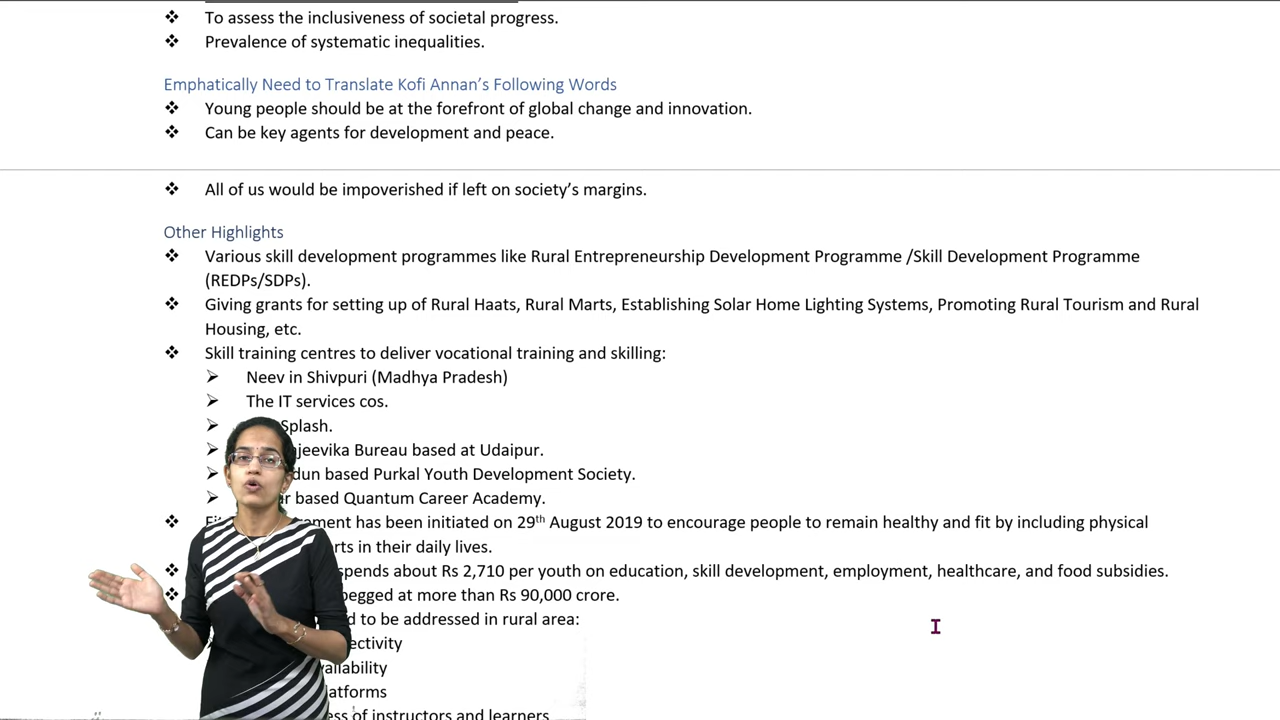 ❖ To assess the inclusiveness of societal progress.
❖ Prevalence of systematic inequalities.
Emphatically Need to Translate Kofi Annan's Following Words
❖ Young people should be at the forefront of global change and innovation.
❖ Can be key agents for development and peace.
❖ All of us would be impoverished if left on society's margins.
Other Highlights
❖ Various skill development programmes like Rural Entrepreneurship Development Programme /Skill Development Programme
(REDPs/SDPs).
❖ Giving grants for setting up of Rural Haats, Rural Marts, Establishing Solar Home Lighting Systems, Promoting Rural Tourism and Rural
Housing, etc.
❖ Skill training centres to deliver vocational training and skilling:
➢ Neev in Shivpuri (Madhya Pradesh)
➢ The IT services cos.
➢ Splash.
➢ Bureau based at Udaipur.
➢ based Purkal Youth Development Society.
➢ based Quantum Career Academy.
❖ has been initiated on 29th August 2019 to encourage people to remain healthy and fit by including physical
in their daily lives.
❖ spends about Rs 2,710 per youth on education, skill development, employment, healthcare, and food subsidies.
❖ pegged at more than Rs 90,000 crore.
to be addressed in rural area:
of instructors and learners